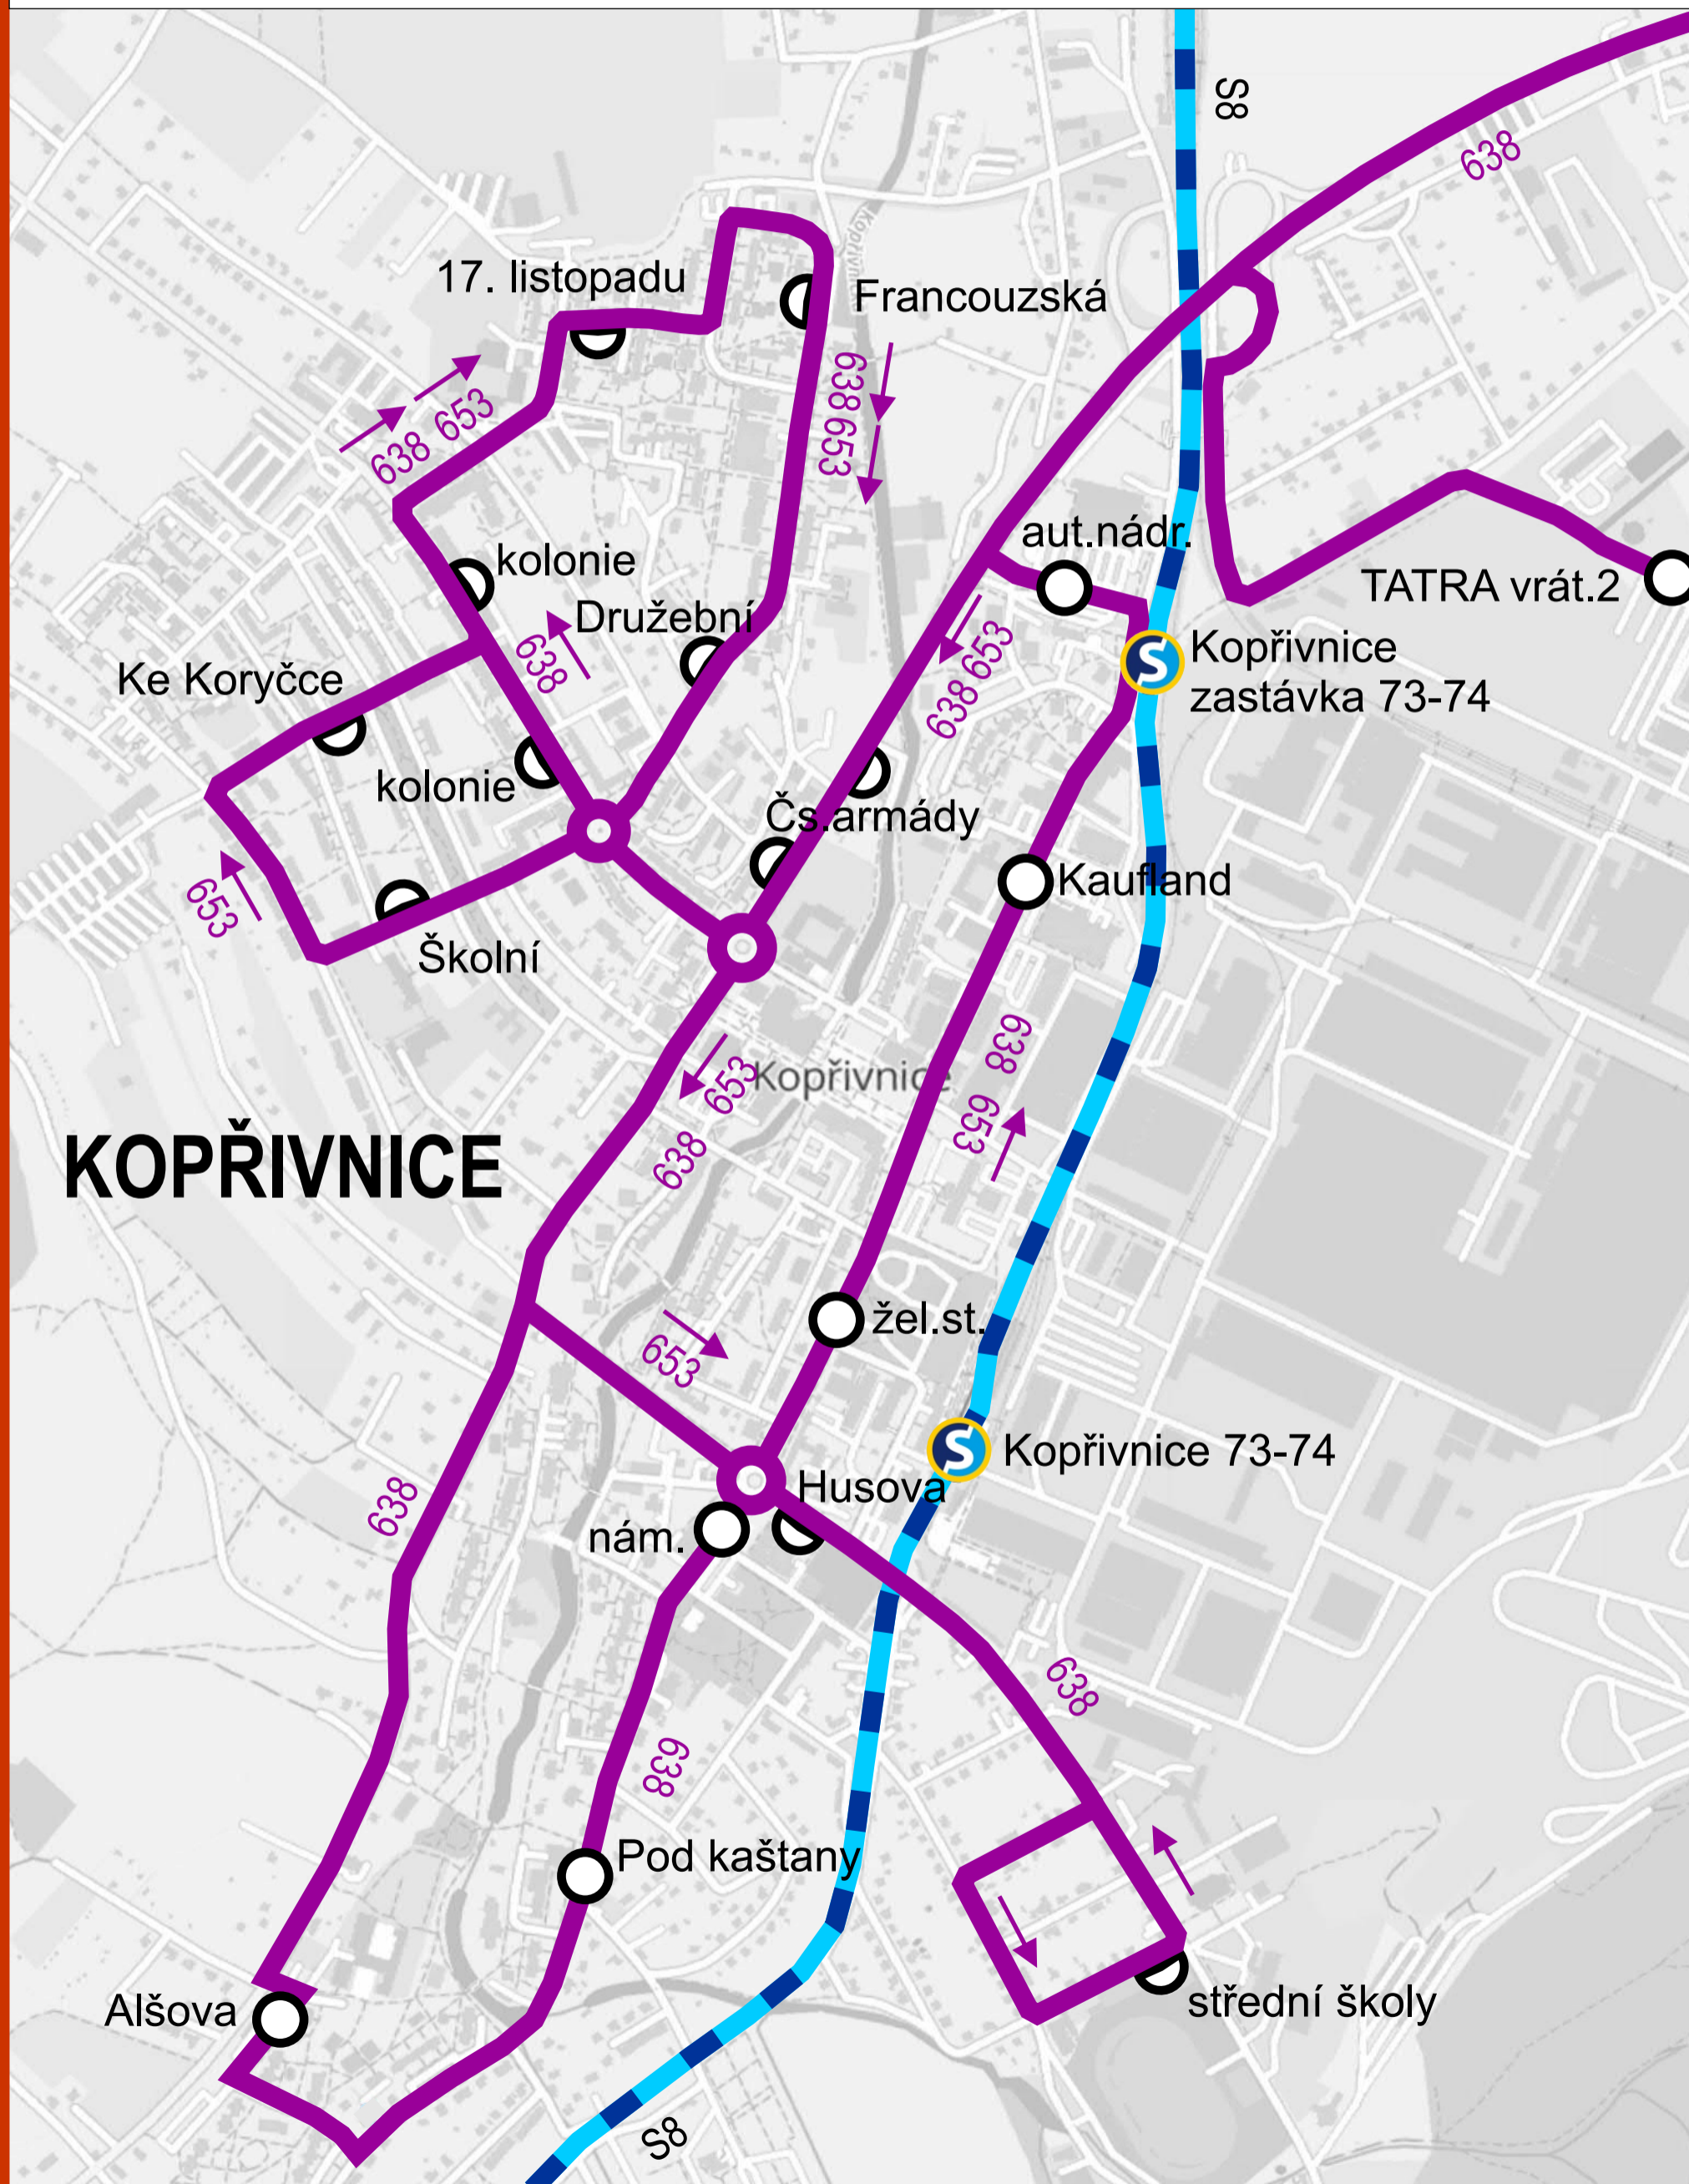 S8
638
Kopřivnice
17. listopadu
Francouzská
638 653
638 653
aut.nádr.
kolonie
TATRA vrát.2
Družební
638
638 653
Kopřivnice
zastávka 73-74
Ke Koryčce
kolonie
Čs.armády
Kaufland
653
Školní
638
653
653
Kopřivnice
638
KOPŘIVNICE
žel.st.
653
Kopřivnice 73-74
Husova
638
nám.
638
638
Pod kaštany
střední školy
Alšova
S8